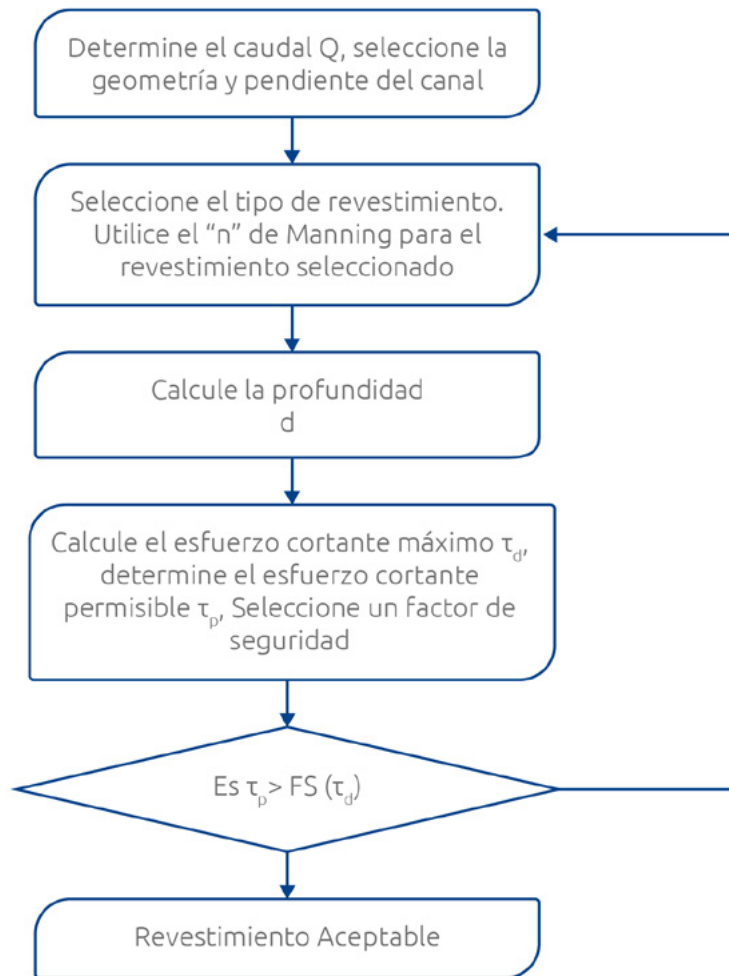 Determine el caudal Q, seleccione la
geometría y pendiente del canal
Seleccione el tipo de revestimiento.
Utilice el “n” de Manning para el
revestimiento seleccionado
Calcule la profundidad
d
Calcule el esfuerzo cortante máximo τd,
determine el esfuerzo cortante
permisible τp, Seleccione un factor de
seguridad
Es τp> FS (τd)
Revestimiento Aceptable